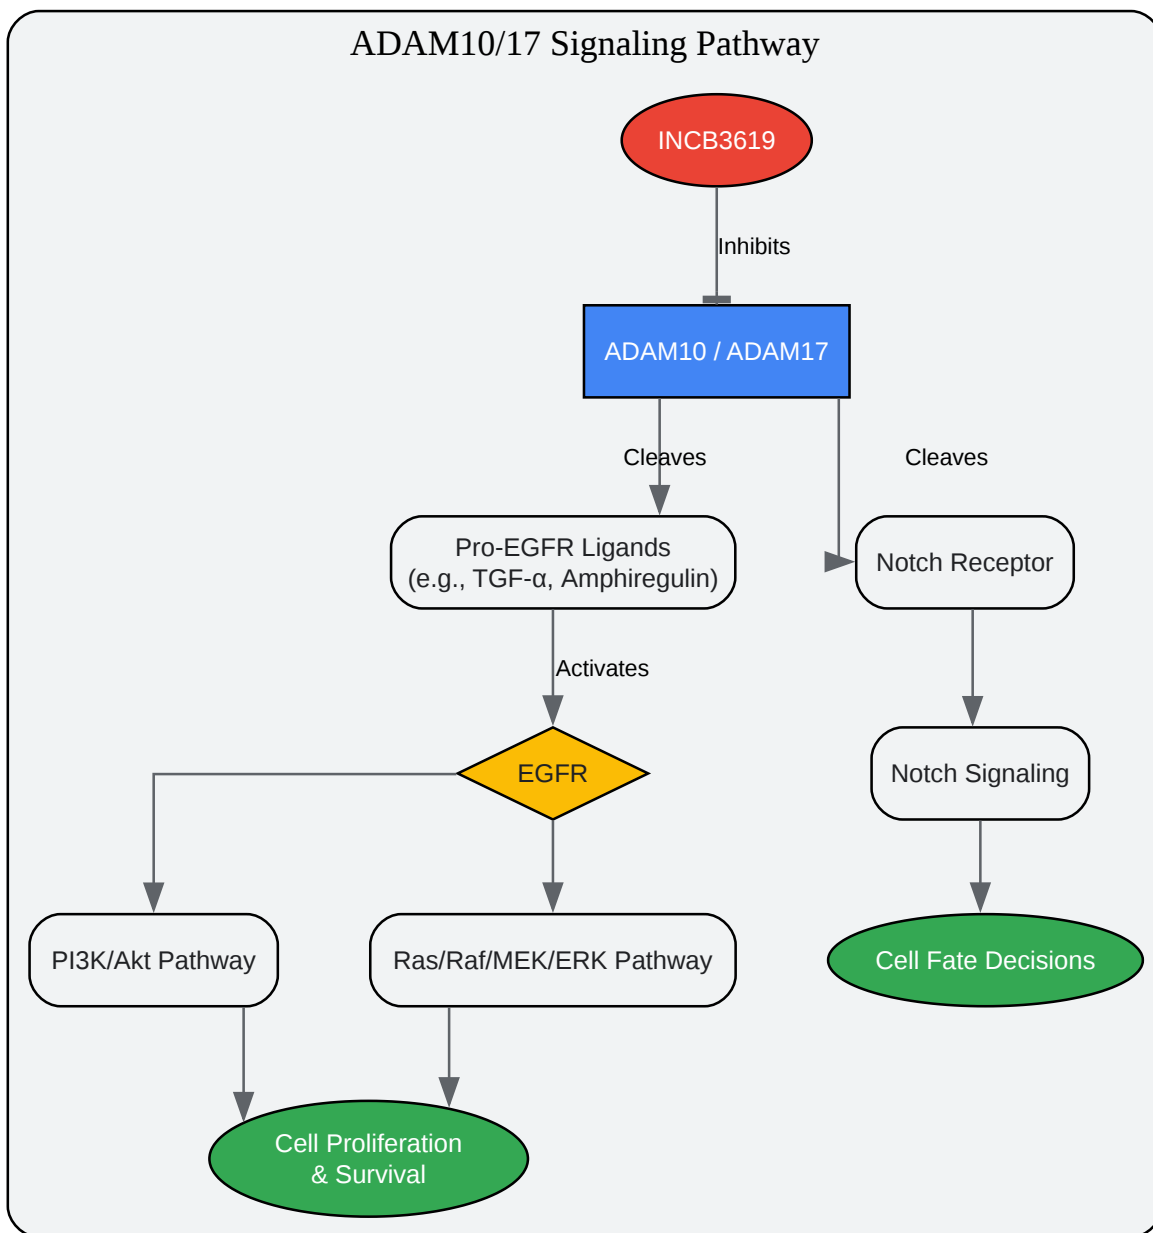 ADAM10/17 Signaling Pathway
INCB3619
Inhibits
ADAM10 / ADAM17
Cleaves
Cleaves
Pro-EGFR Ligands
(e.g., TGF-α, Amphiregulin)
Notch Receptor
Activates
EGFR
Notch Signaling
PI3K/Akt Pathway
Ras/Raf/MEK/ERK Pathway
Cell Fate Decisions
Cell Proliferation
& Survival